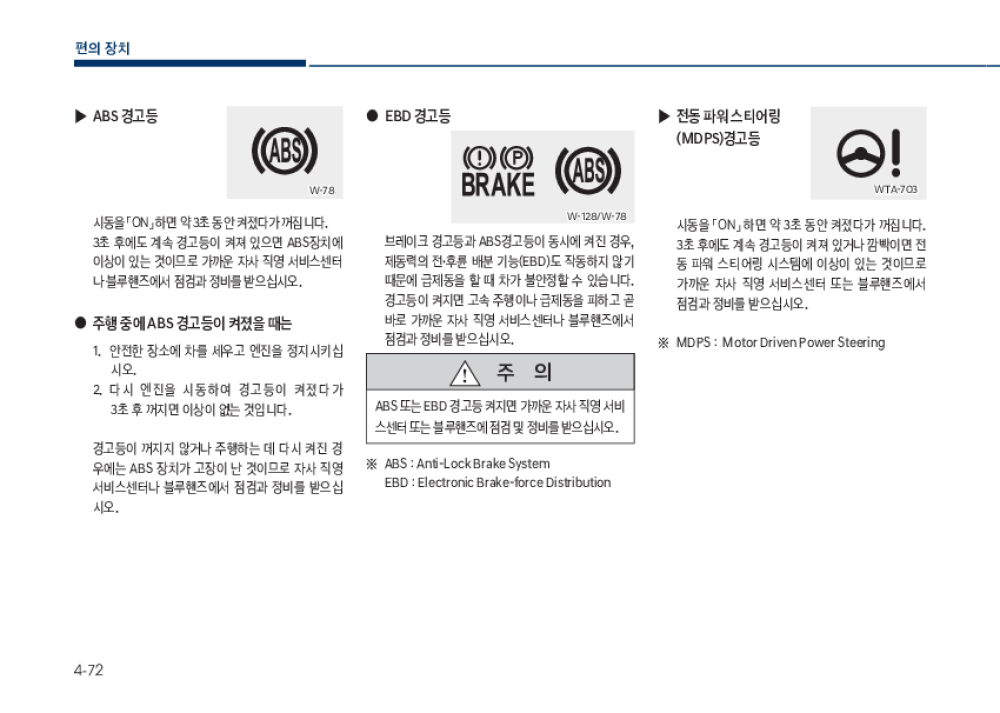 편의 장치
▶ ABS 경고등
ABS
W-78
시동을 「ON」하면 약 3초 동안 켜졌다가 꺼집니다.
3초 후에도 계속 경고등이 켜져 있으면 ABS장치에
이상이 있는 것이므로 가까운 자사 직영 서비스센터
나 블루핸즈에서 점검과 정비를 받으십시오.
● 주행 중에 ABS 경고등이 켜졌을 때는
1. 안전한 장소에 차를 세우고 엔진을 정지시키십
시오.
2. 다시 엔진을 시동하여 경고등이 켜졌다가
3초 후 꺼지면 이상이 없는 것입니다.
경고등이 꺼지지 않거나 주행하는 데 다시 켜진 경
우에는 ABS 장치가 고장이 난 것이므로 자사 직영
서비스센터나 블루핸즈에서 점검과 정비를 받으십
시오.
● EBD 경고등
(!) (P)
BRAKE
ABS
W-128/W-78
브레이크 경고등과 ABS경고등이 동시에 켜진 경우,
제동력의 전·후륜 배분 기능(EBD)도 작동하지 않기
때문에 급제동을 할 때 차가 불안정할 수 있습니다.
경고등이 켜지면 고속 주행이나 급제동을 피하고 곧
바로 가까운 자사 직영 서비스센터나 블루핸즈에서
점검과 정비를 받으십시오.
주 의
ABS 또는 EBD 경고등 켜지면 가까운 자사 직영 서비
스센터 또는 블루핸즈에 점검 및 정비를 받으십시오.
※ ABS : Anti-Lock Brake System
EBD : Electronic Brake-force Distribution
▶ 전동 파워 스티어링
(MDPS)경고등
!
WTA-703
시동을 「ON」하면 약 3초 동안 켜졌다가 꺼집니다.
3초 후에도 계속 경고등이 켜져 있거나 깜박이면 전
동 파워 스티어링 시스템에 이상이 있는 것이므로
가까운 자사 직영 서비스센터 또는 블루핸즈에서
점검과 정비를 받으십시오.
※ MDPS : Motor Driven Power Steering
4-72